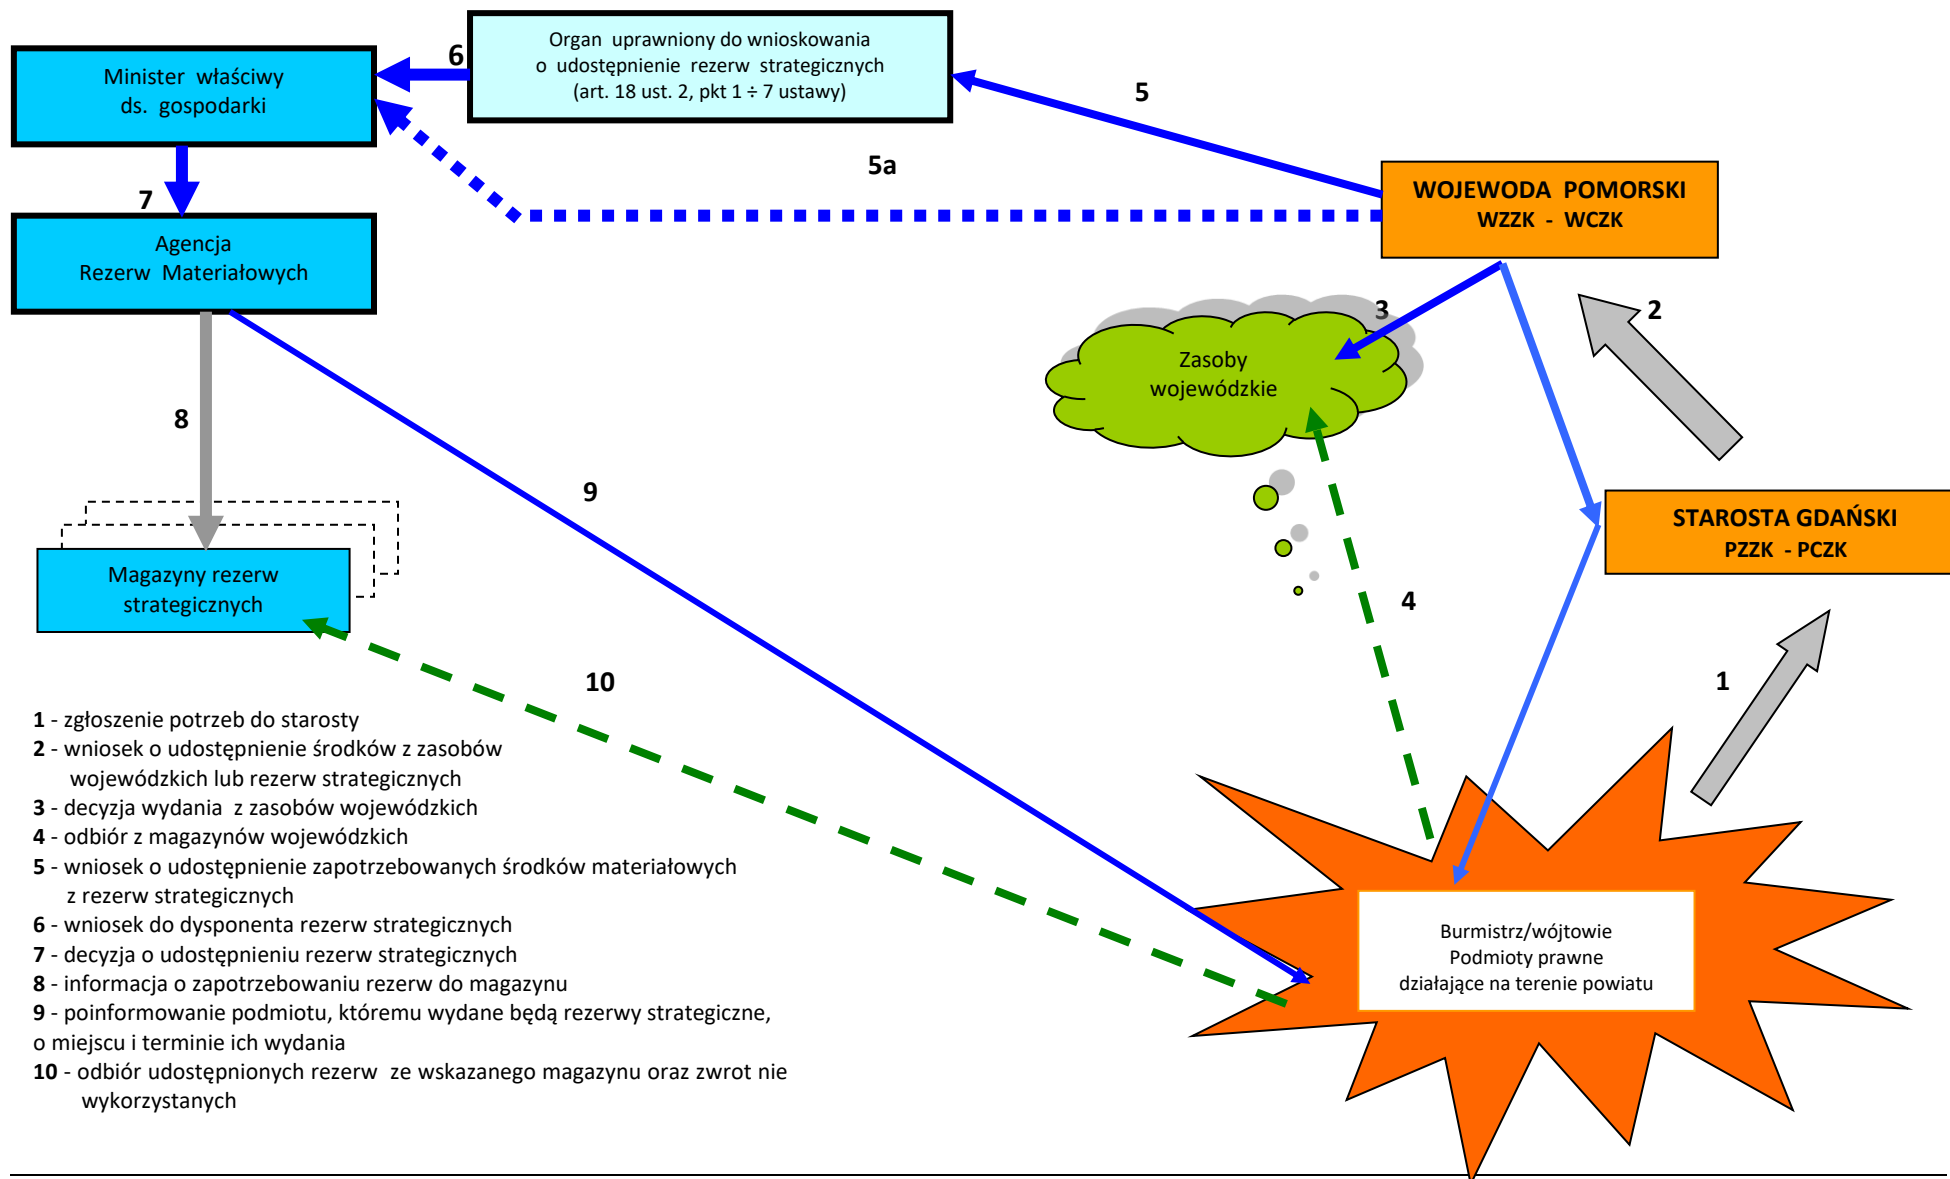 6
Organ uprawniony do wnioskowania
o udostępnienie rezerw strategicznych
(art. 18 ust. 2, pkt 1 ÷ 7 ustawy)
Minister właściwy
ds. gospodarki
5
5a
WOJEWODA POMORSKI
WZZK - WCZK
7
Agencja
Rezerw Materiałowych
3
2
Zasoby
wojewódzkie
8
9
STAROSTA GDAŃSKI
PZZK - PCZK
Magazyny rezerw
strategicznych
4
10
1
1 - zgłoszenie potrzeb do starosty
2 - wniosek o udostępnienie środków z zasobów
wojewódzkich lub rezerw strategicznych
3 - decyzja wydania z zasobów wojewódzkich
4 - odbiór z magazynów wojewódzkich
5 - wniosek o udostępnienie zapotrzebowanych środków materiałowych
z rezerw strategicznych
6 - wniosek do dysponenta rezerw strategicznych
7 - decyzja o udostępnieniu rezerw strategicznych
8 - informacja o zapotrzebowaniu rezerw do magazynu
9 - poinformowanie podmiotu, któremu wydane będą rezerwy strategiczne,
o miejscu i terminie ich wydania
10 - odbiór udostępnionych rezerw ze wskazanego magazynu oraz zwrot nie
wykorzystanych
Burmistrz/wójtowie
Podmioty prawne
działające na terenie powiatu